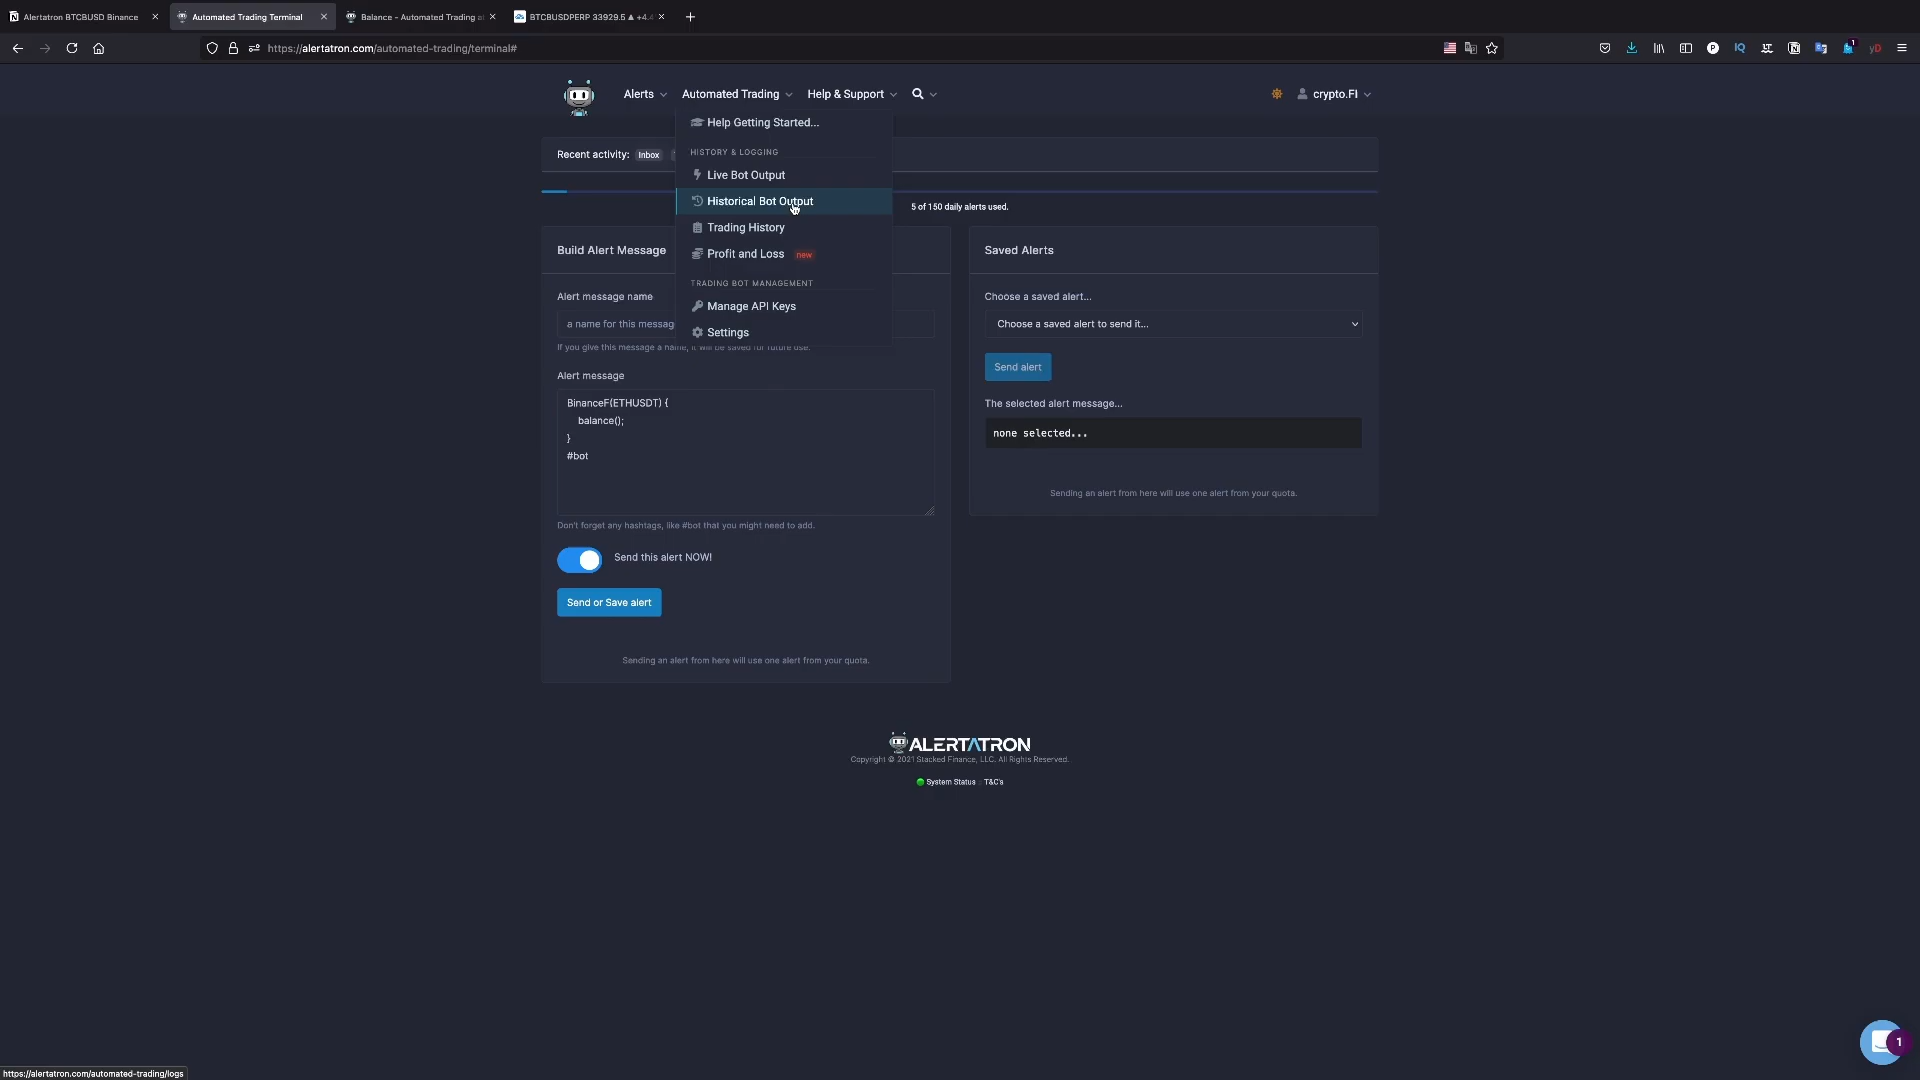 Alertatron BTCBUSD Binance
Automated Trading Terminal
Balance - Automated Trading at
BTCBUSDPERP 33929.5 ▲ +4.4
https://alertatron.com/automated-trading/terminal#
Alerts
Automated Trading
Help & Support
crypto.FI
Help Getting Started...
HISTORY & LOGGING
Live Bot Output
Historical Bot Output
Trading History
Profit and Loss new
TRADING BOT MANAGEMENT
Manage API Keys
Settings
Recent activity: Inbox
5 of 150 daily alerts used.
Build Alert Message
Alert message name
a name for this messag
If you give this message a name, it will be saved for future use.
Alert message
BinanceF(ETHUSDT) {
balance();
}
#bot
Don't forget any hashtags, like #bot that you might need to add.
Send this alert NOW!
Send or Save alert
Sending an alert from here will use one alert from your quota.
Saved Alerts
Choose a saved alert...
Choose a saved alert to send it...
Send alert
The selected alert message...
none selected...
Sending an alert from here will use one alert from your quota.
ALERTATRON
Copyright © 2021 Stacked Finance, LLC. All Rights Reserved.
System Status T&C's
1
https://alertatron.com/automated-trading/logs